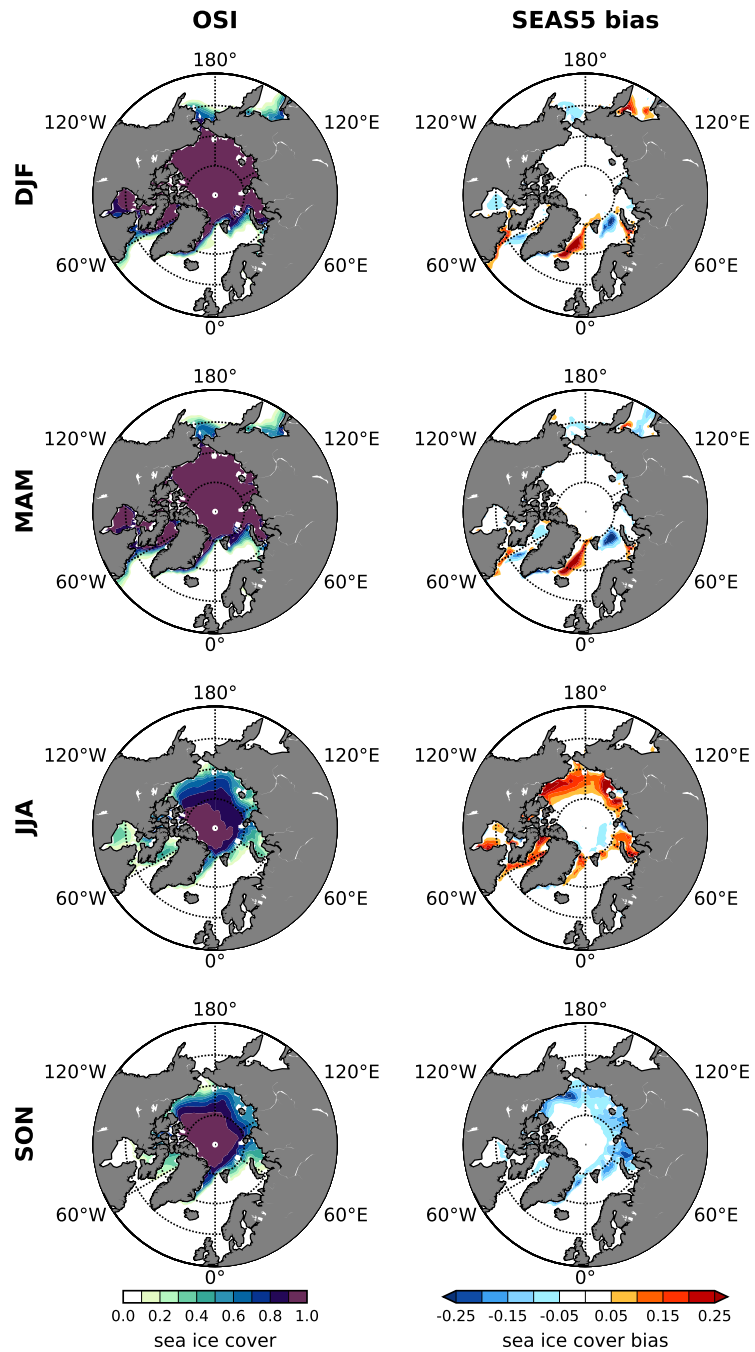 OSI SEAS5 bias
180° 180°
120°W 120°E 120°W 120°E
DJF
60°W 60°E 60°W 60°E
0° 0°
180° 180°
120°W 120°E 120°W 120°E
MAM
60°W 60°E 60°W 60°E
0° 0°
180° 180°
120°W 120°E 120°W 120°E
JJA
60°W 60°E 60°W 60°E
0° 0°
180° 180°
120°W 120°E 120°W 120°E
SON
60°W 60°E 60°W 60°E
0° 0°
0.0 0.2 0.4 0.6 0.8 1.0 -0.25 -0.15 -0.05 0.05 0.15 0.25
sea ice cover sea ice cover bias